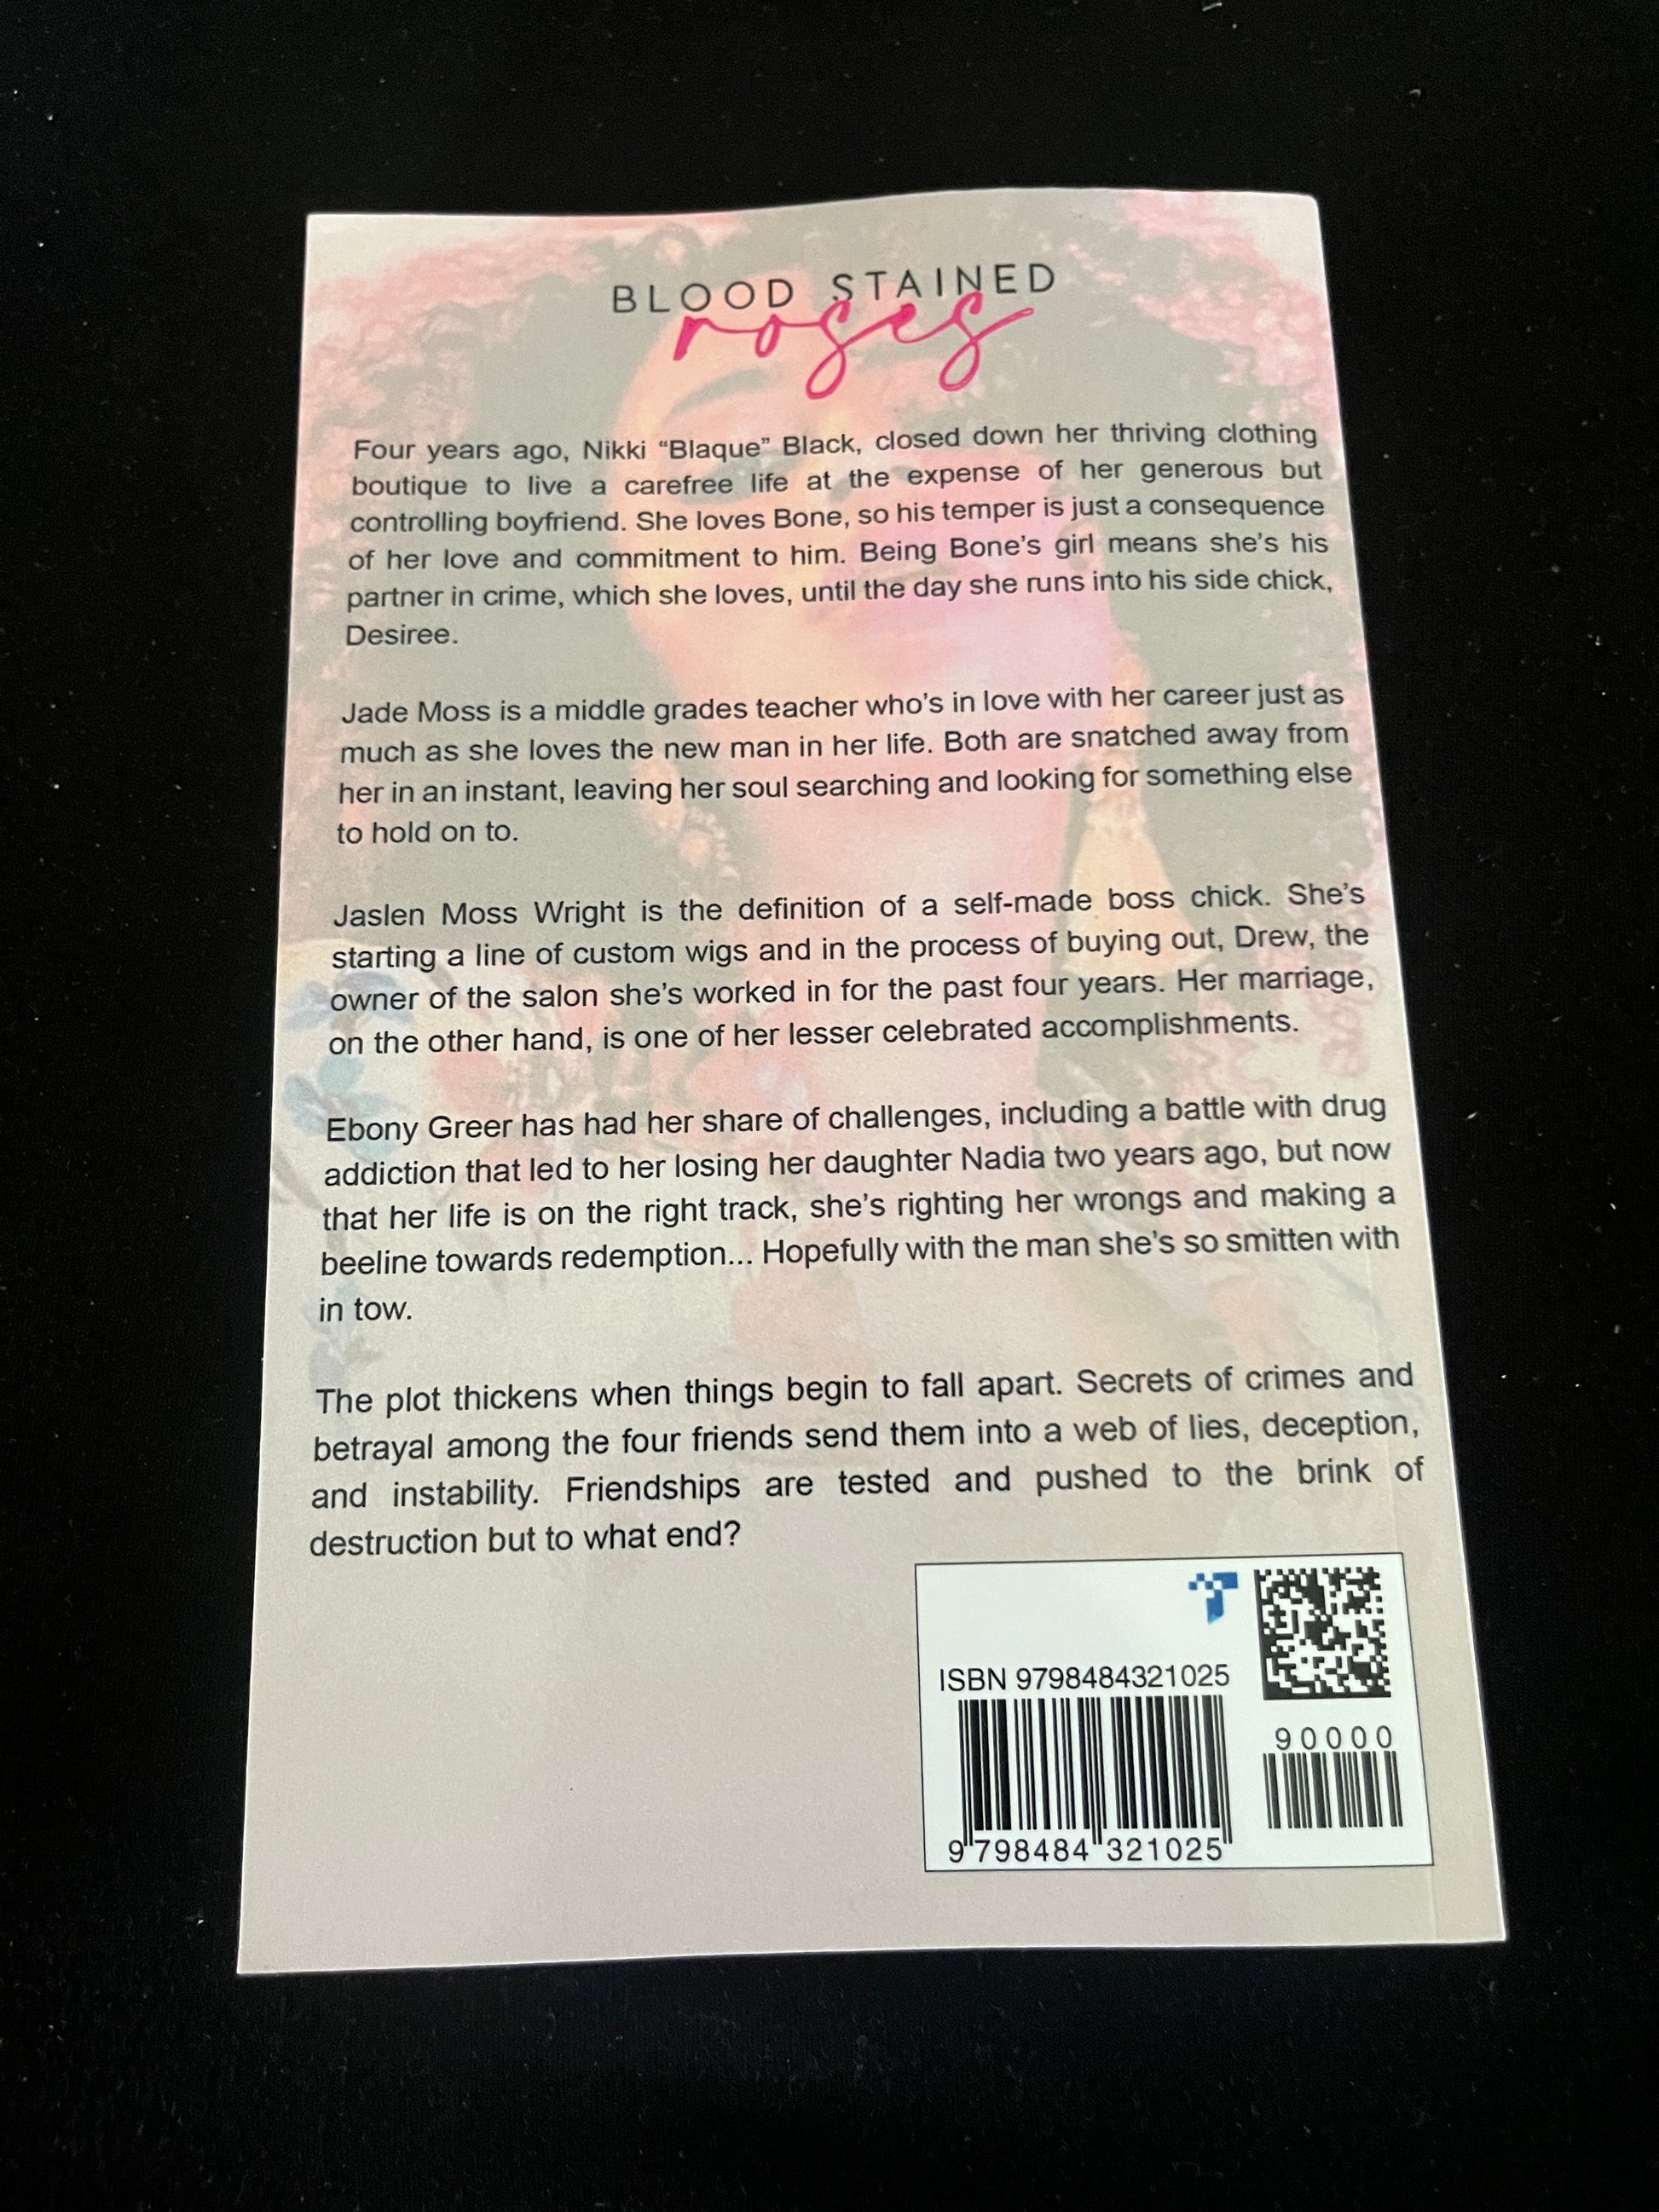 BLOOD STAINED
roses
Four years ago, Nikki “Blaque” Black, closed down her thriving clothing
boutique to live a carefree life at the expense of her generous but
controlling boyfriend. She loves Bone, so his temper is just a consequence
of her love and commitment to him. Being Bone’s girl means she’s his
partner in crime, which she loves, until the day she runs into his side chick,
Desiree.
Jade Moss is a middle grades teacher who’s in love with her career just as
much as she loves the new man in her life. Both are snatched away from
her in an instant, leaving her soul searching and looking for something else
to hold on to.
Jaslen Moss Wright is the definition of a self-made boss chick. She’s
starting a line of custom wigs and in the process of buying out, Drew, the
owner of the salon she’s worked in for the past four years. Her marriage,
on the other hand, is one of her lesser celebrated accomplishments.
Ebony Greer has had her share of challenges, including a battle with drug
addiction that led to her losing her daughter Nadia two years ago, but now
that her life is on the right track, she’s righting her wrongs and making a
beeline towards redemption... Hopefully with the man she’s so smitten with
in tow.
The plot thickens when things begin to fall apart. Secrets of crimes and
betrayal among the four friends send them into a web of lies, deception,
and instability. Friendships are tested and pushed to the brink of
destruction but to what end?
ISBN 9798484321025
90000
9 798484 321025